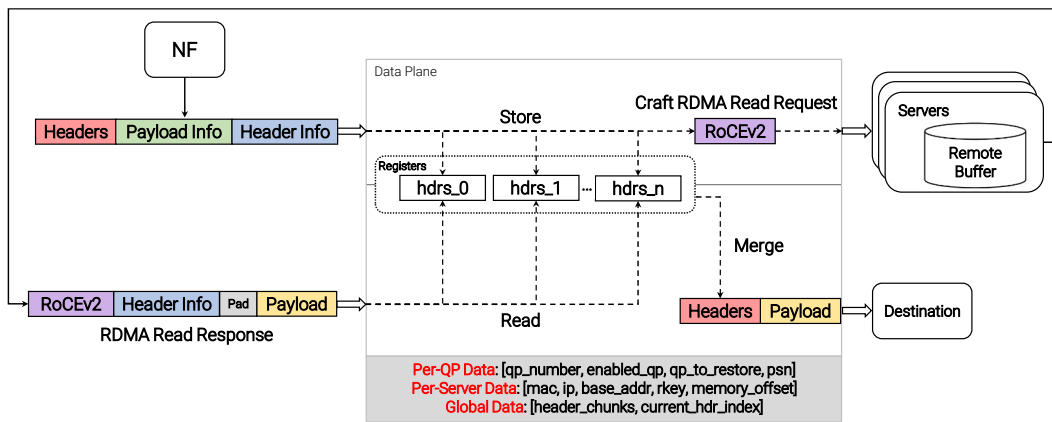 NF
Data Plane
Headers Payload Info Header Info
Store
Craft RDMA Read Request
RoCEv2
Servers
Remote
Buffer
Registers
hdrs_0 hdrs_1 ... hdrs_n
Merge
RoCEv2 Header Info Pad Payload
RDMA Read Response
Read
Headers Payload
Destination
Per-QP Data: [qp_number, enabled_qp, qp_to_restore, psn]
Per-Server Data: [mac, ip, base_addr, rkey, memory_offset]
Global Data: [header_chunks, current_hdr_index]